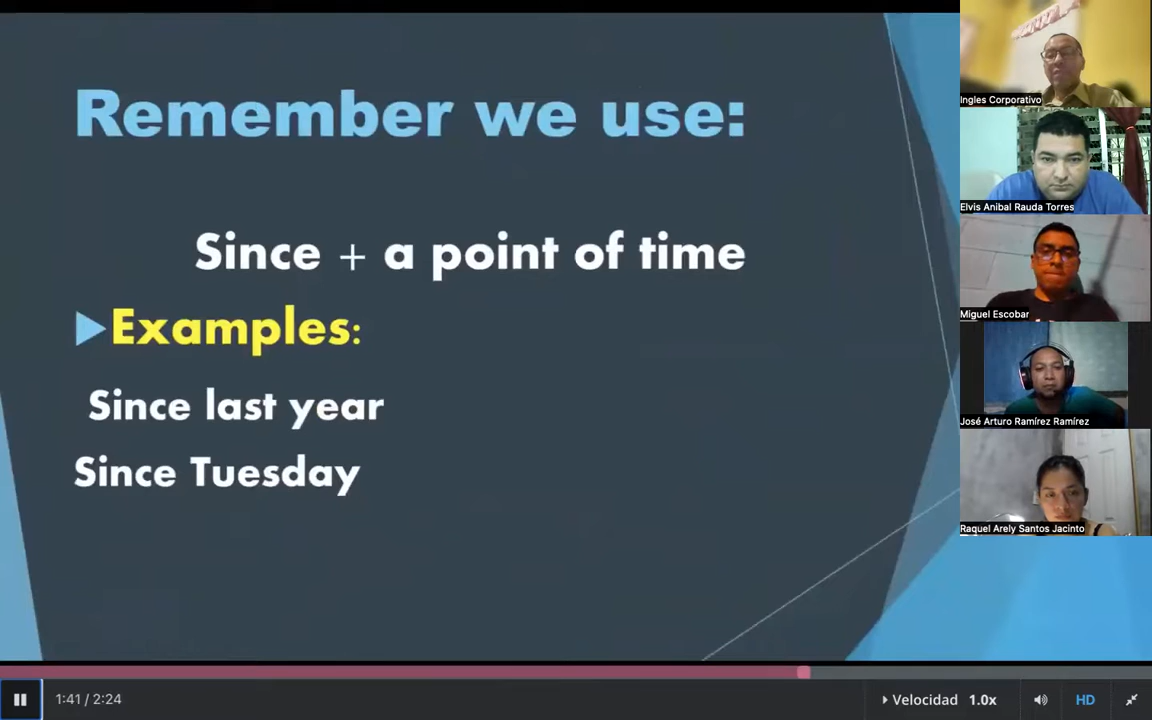 Remember we use:
Since + a point of time
Examples:
Since last year
Since Tuesday
Ingles Corporativo
Elvis Anibal Rauda Torres
Miguel Escobar
José Arturo Ramírez Ramírez
Raquel Arely Santos Jacinto
1:41 / 2:24
Velocidad 1.0x
HD